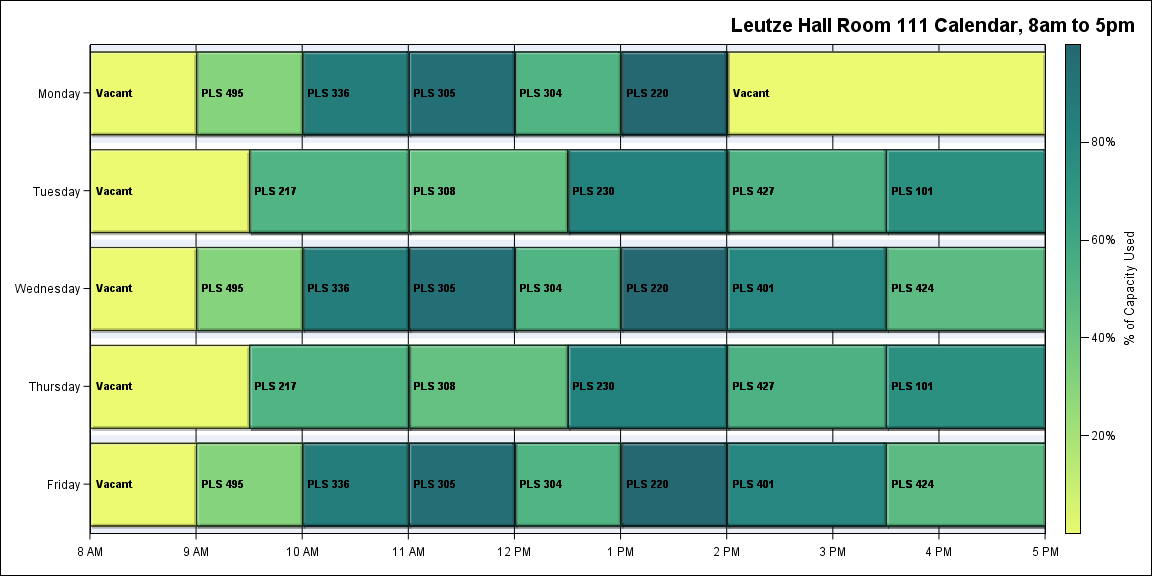 Leutze Hall Room 111 Calendar, 8am to 5pm
Monday
Vacant
PLS 495
PLS 336
PLS 305
PLS 304
PLS 220
Vacant
Tuesday
Vacant
PLS 217
PLS 308
PLS 230
PLS 427
PLS 101
Wednesday
Vacant
PLS 495
PLS 336
PLS 305
PLS 304
PLS 220
PLS 401
PLS 424
Thursday
Vacant
PLS 217
PLS 308
PLS 230
PLS 427
PLS 101
Friday
Vacant
PLS 495
PLS 336
PLS 305
PLS 304
PLS 220
PLS 401
PLS 424
8 AM
9 AM
10 AM
11 AM
12 PM
1 PM
2 PM
3 PM
4 PM
5 PM
80%
60%
40%
20%
% of Capacity Used